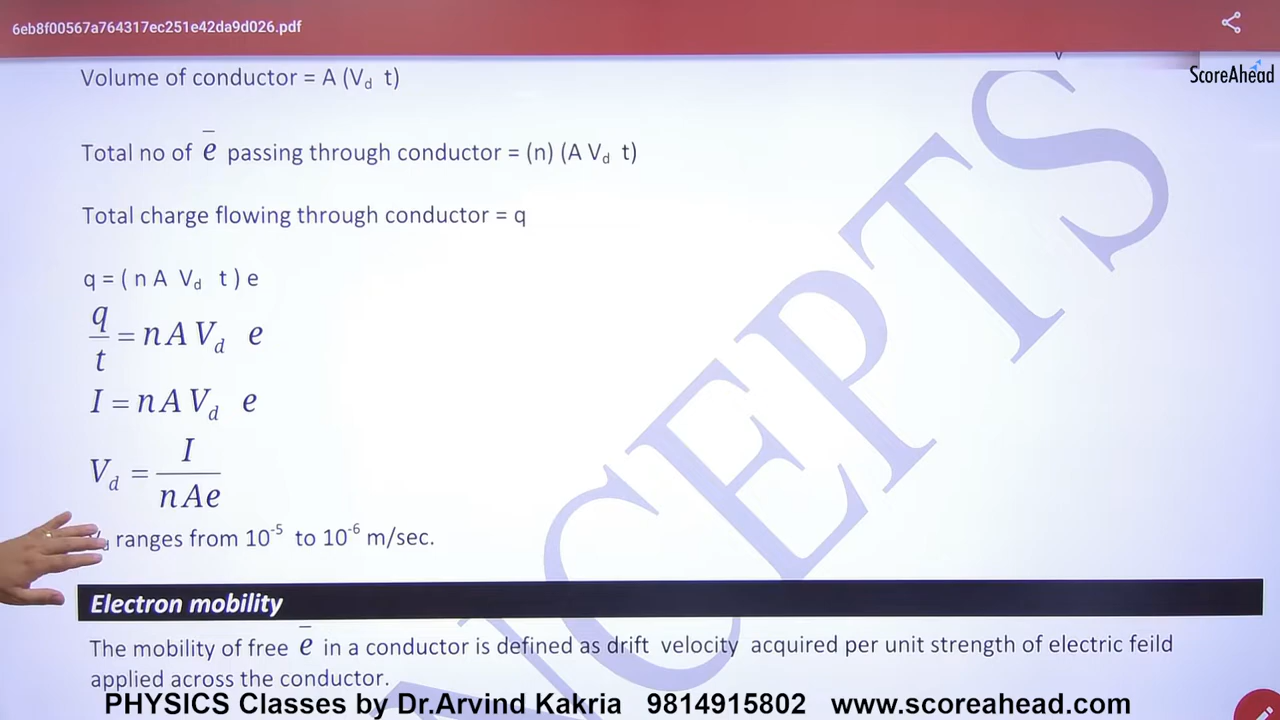 6eb8f00567a764317ec251e42da9d026.pdf
ScoreAhead
Volume of conductor = A (Vd t)
Total no of e̅ passing through conductor = (n) (A Vd t)
Total charge flowing through conductor = q
q = ( n A Vd t ) e
q/t = n A Vd e
I = n A Vd e
Vd = I / nAe
ranges from 10^-5 to 10^-6 m/sec.
Electron mobility
The mobility of free e̅ in a conductor is defined as drift velocity acquired per unit strength of electric feild
applied across the conductor.
PHYSICS Classes by Dr.Arvind Kakria 9814915802 www.scoreahead.com